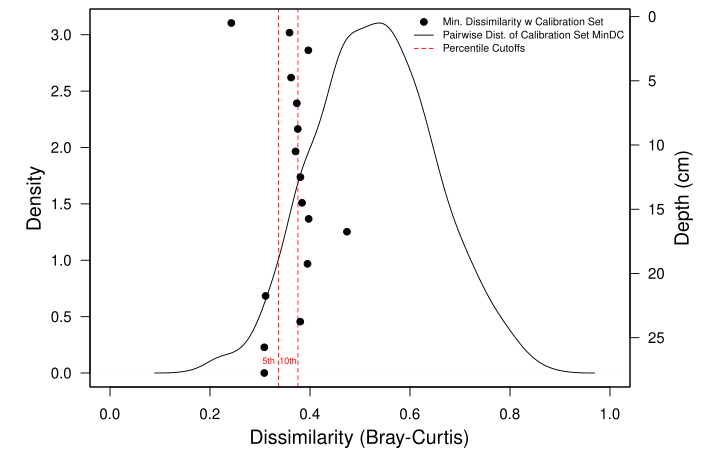 Min. Dissimilarity w Calibration Set
Pairwise Dist. of Calibration Set MinDC
Percentile Cutoffs
3.0
2.5
2.0
1.5
1.0
0.5
0.0
Density
0
5
10
15
20
25
Depth (cm)
5th
10th
0.0
0.2
0.4
0.6
0.8
1.0
Dissimilarity (Bray-Curtis)